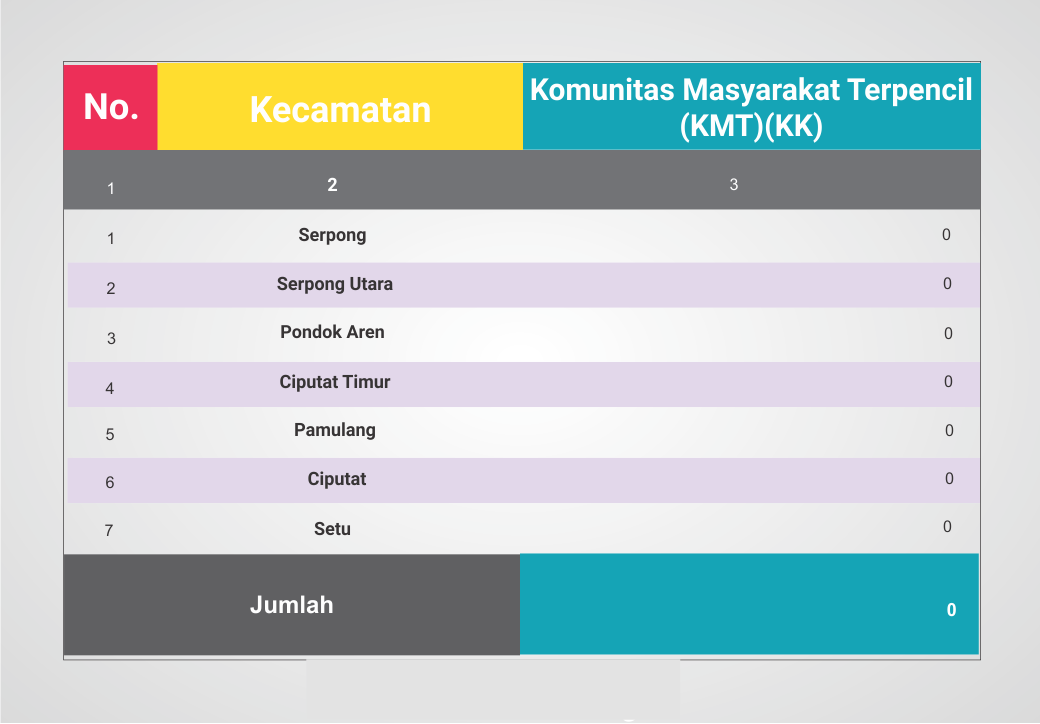 No. Kecamatan Komunitas Masyarakat Terpencil
(KMT)(KK)
1 2 3
1 Serpong 0
2 Serpong Utara 0
3 Pondok Aren 0
4 Ciputat Timur 0
5 Pamulang 0
6 Ciputat 0
7 Setu 0
Jumlah 0